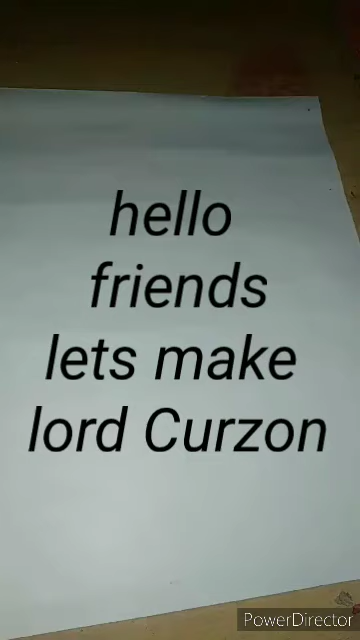 hello
friends
lets make
lord Curzon
PowerDirector